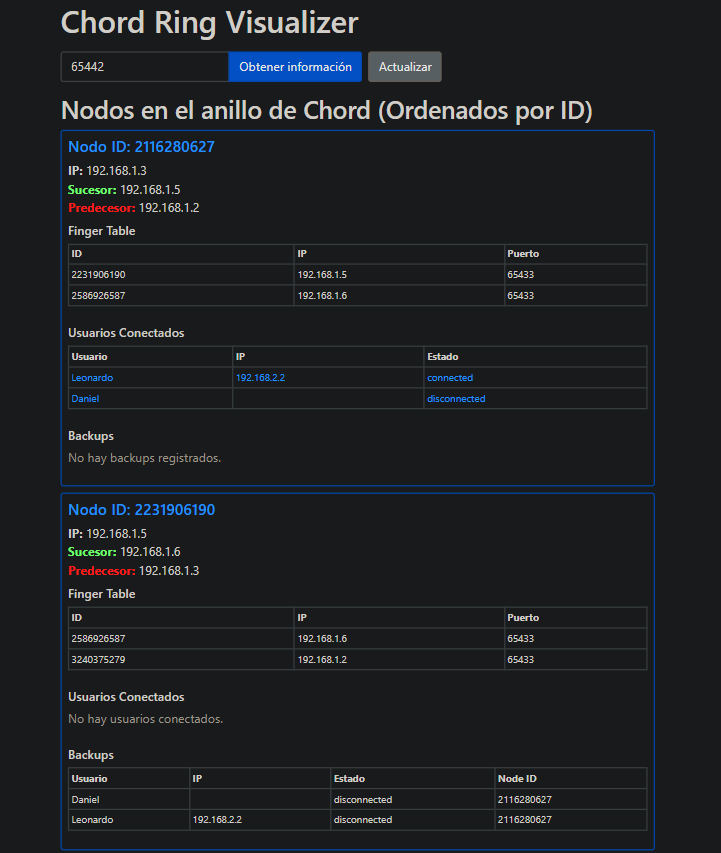 Chord Ring Visualizer
65442 Obtener información Actualizar
Nodos en el anillo de Chord (Ordenados por ID)
Nodo ID: 2116280627
IP: 192.168.1.3
Sucesor: 192.168.1.5
Predecesor: 192.168.1.2
Finger Table
ID IP Puerto
2231906190 192.168.1.5 65433
2586926587 192.168.1.6 65433
Usuarios Conectados
Usuario IP Estado
Leonardo 192.168.2.2 connected
Daniel disconnected
Backups
No hay backups registrados.
Nodo ID: 2231906190
IP: 192.168.1.5
Sucesor: 192.168.1.6
Predecesor: 192.168.1.3
Finger Table
ID IP Puerto
2586926587 192.168.1.6 65433
3240375279 192.168.1.2 65433
Usuarios Conectados
No hay usuarios conectados.
Backups
Usuario IP Estado Node ID
Daniel disconnected 2116280627
Leonardo 192.168.2.2 disconnected 2116280627